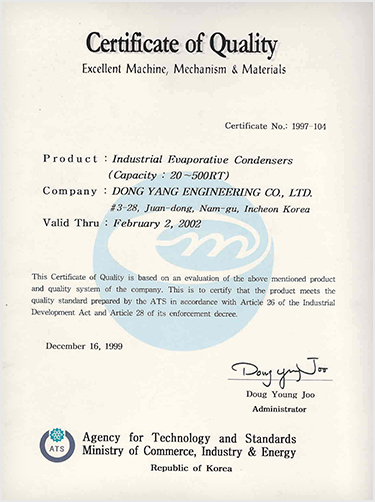 Certificate of Quality
Excellent Machine, Mechanism & Materials
Certificate No.: 1997-104
Product : Industrial Evaporative Condensers
(Capacity : 20~500RT)
Company : DONG YANG ENGINEERING CO., LTD.
#3-28, Juan-dong, Nam-gu, Incheon Korea
Valid Thru : February 2, 2002
This Certificate of Quality is based on an evaluation of the above mentioned product
and quality system of the company. This is to certify that the product meets the
quality standard prepared by the ATS in accordance with Article 26 of the Industrial
Development Act and Article 28 of its enforcement decree.
December 16, 1999
Dong Young Joo
Dong Young Joo
Administrator
ATS
Agency for Technology and Standards
Ministry of Commerce, Industry & Energy
Republic of Korea